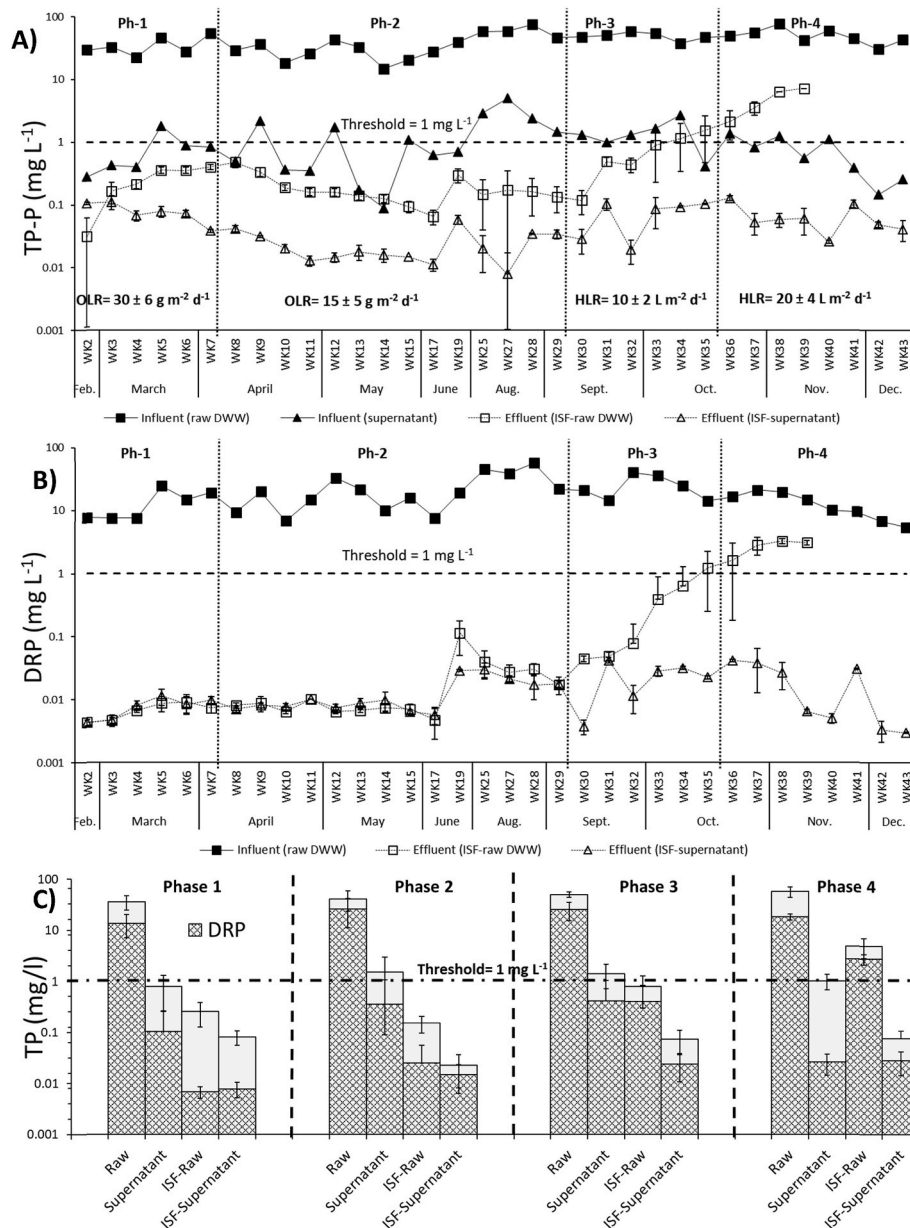 A)
Ph-1 Ph-2 Ph-3 Ph-4
TP-P (mg L⁻¹)
100
10
1
0.1
0.01
0.001
Threshold = 1 mg L⁻¹
OLR= 30 ± 6 g m⁻² d⁻¹ OLR= 15 ± 5 g m⁻² d⁻¹ HLR= 10 ± 2 L m⁻² d⁻¹ HLR= 20 ± 4 L m⁻² d⁻¹
WK2 WK3 WK4 WK5 WK6 WK7 WK8 WK9 WK10 WK11 WK12 WK13 WK14 WK15 WK17 WK19 WK25 WK27 WK28 WK29 WK30 WK31 WK32 WK33 WK34 WK35 WK36 WK37 WK38 WK39 WK40 WK41 WK42 WK43
Feb. March April May June Aug. Sept. Oct. Nov. Dec.
Influent (raw DWW) Influent (supernatant) Effluent (ISF-raw DWW) Effluent (ISF-supernatant)
B)
Ph-1 Ph-2 Ph-3 Ph-4
DRP (mg L⁻¹)
100
10
1
0.1
0.01
0.001
Threshold = 1 mg L⁻¹
WK2 WK3 WK4 WK5 WK6 WK7 WK8 WK9 WK10 WK11 WK12 WK13 WK14 WK15 WK17 WK19 WK25 WK27 WK28 WK29 WK30 WK31 WK32 WK33 WK34 WK35 WK36 WK37 WK38 WK39 WK40 WK41 WK42 WK43
Feb. March April May June Aug. Sept. Oct. Nov. Dec.
Influent (raw DWW) Effluent (ISF-raw DWW) Effluent (ISF-supernatant)
C)
Phase 1 Phase 2 Phase 3 Phase 4
DRP
TP (mg/l)
100
10
1
0.1
0.01
0.001
Threshold= 1 mg L⁻¹
Raw Supernatant ISF-Raw ISF-Supernatant Raw Supernatant ISF-Raw ISF-Supernatant Raw Supernatant ISF-Raw ISF-Supernatant Raw Supernatant ISF-Raw ISF-Supernatant